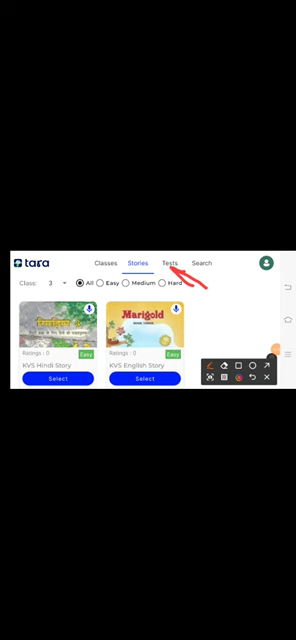 tara
Classes Stories Tests Search
Class: 3 All Easy Medium Hard
Marigold
Ratings : 0 Easy
Ratings : 0 Easy
KVS Hindi Story
KVS English Story
Select
Select